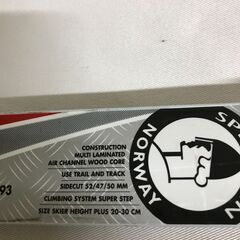 CONSTRUCTION
MULTI LAMINATED
AIR CHANNEL WOOD CORE
USE TRAIL AND TRACK
SIDECUT 52/47/50 MM
CLIMBING SYSTEM SUPER STEP
SIZE SKIER HEIGHT PLUS 20-30 CM
93
NORWAY